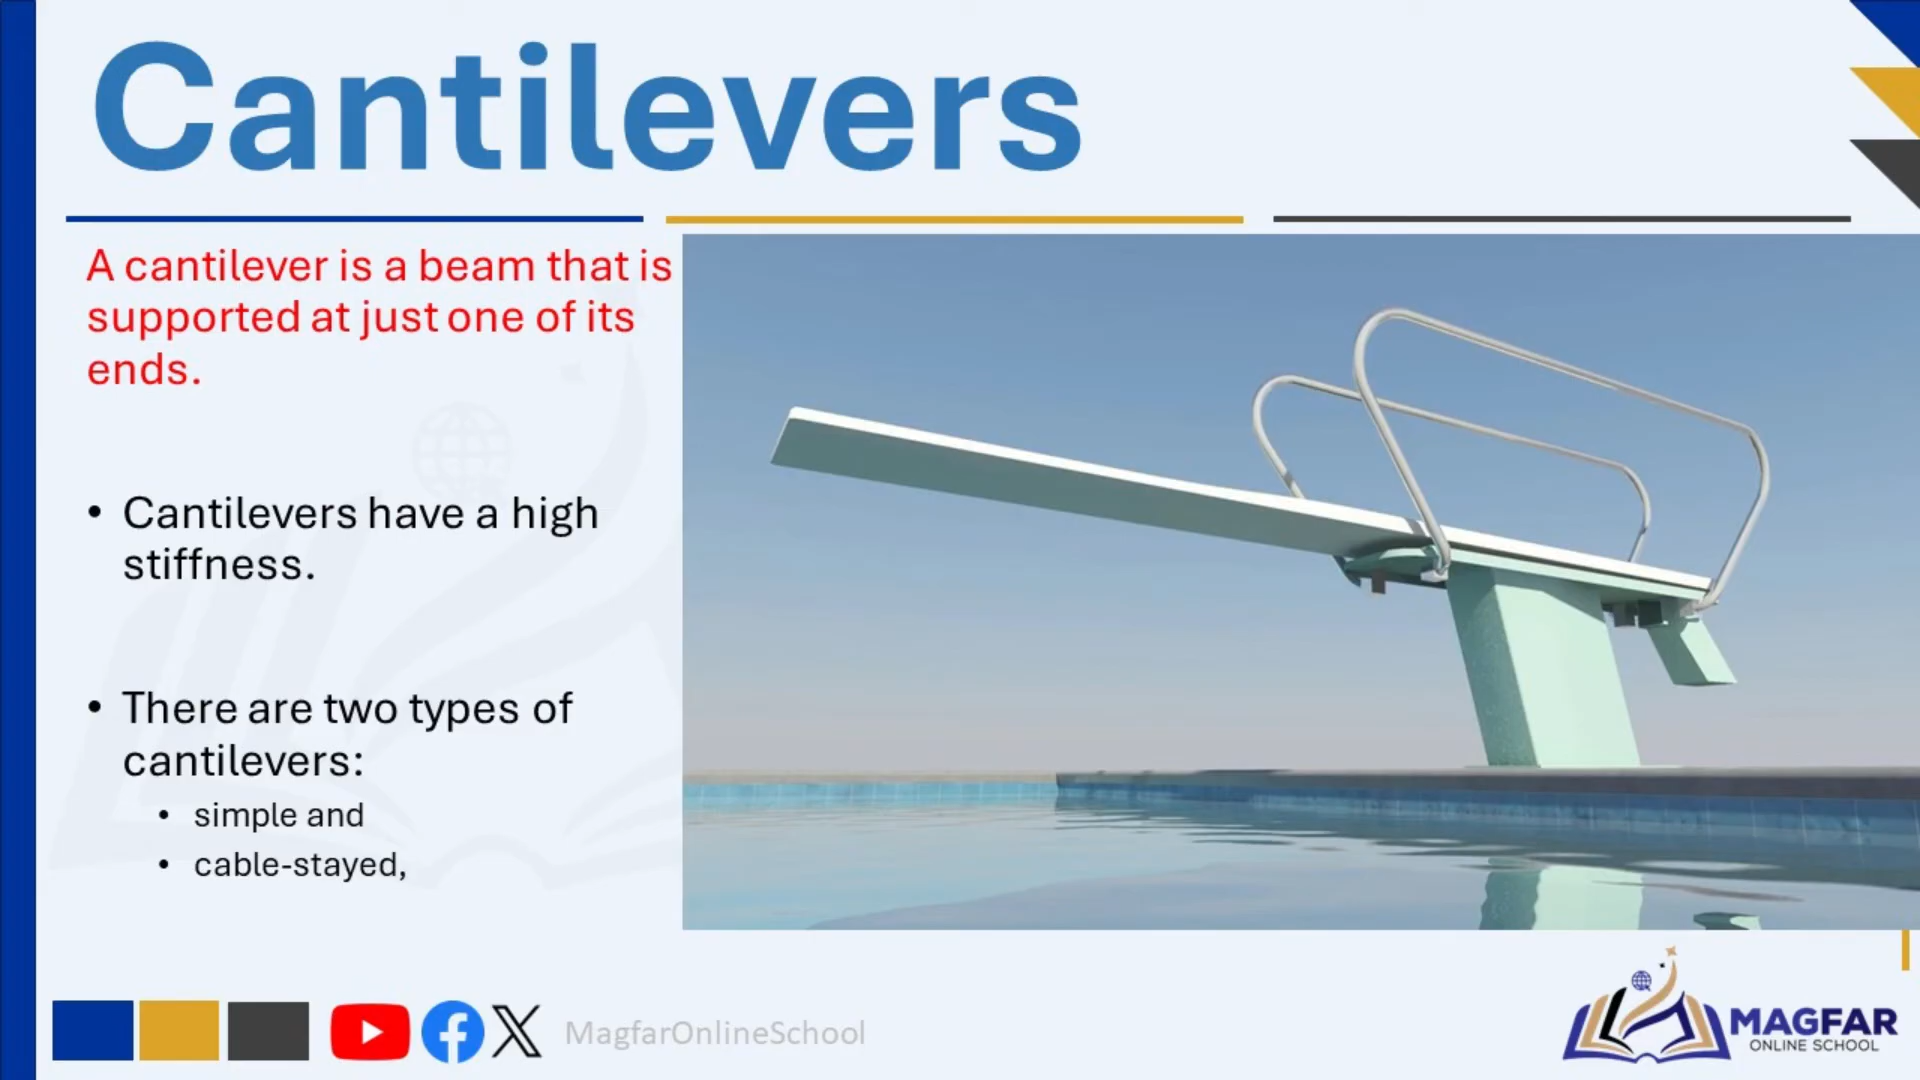 Cantilevers
A cantilever is a beam that is
supported at just one of its
ends.
• Cantilevers have a high
stiffness.
• There are two types of
cantilevers:
• simple and
• cable-stayed,
MagfarOnlineSchool
MAGFAR
ONLINE SCHOOL